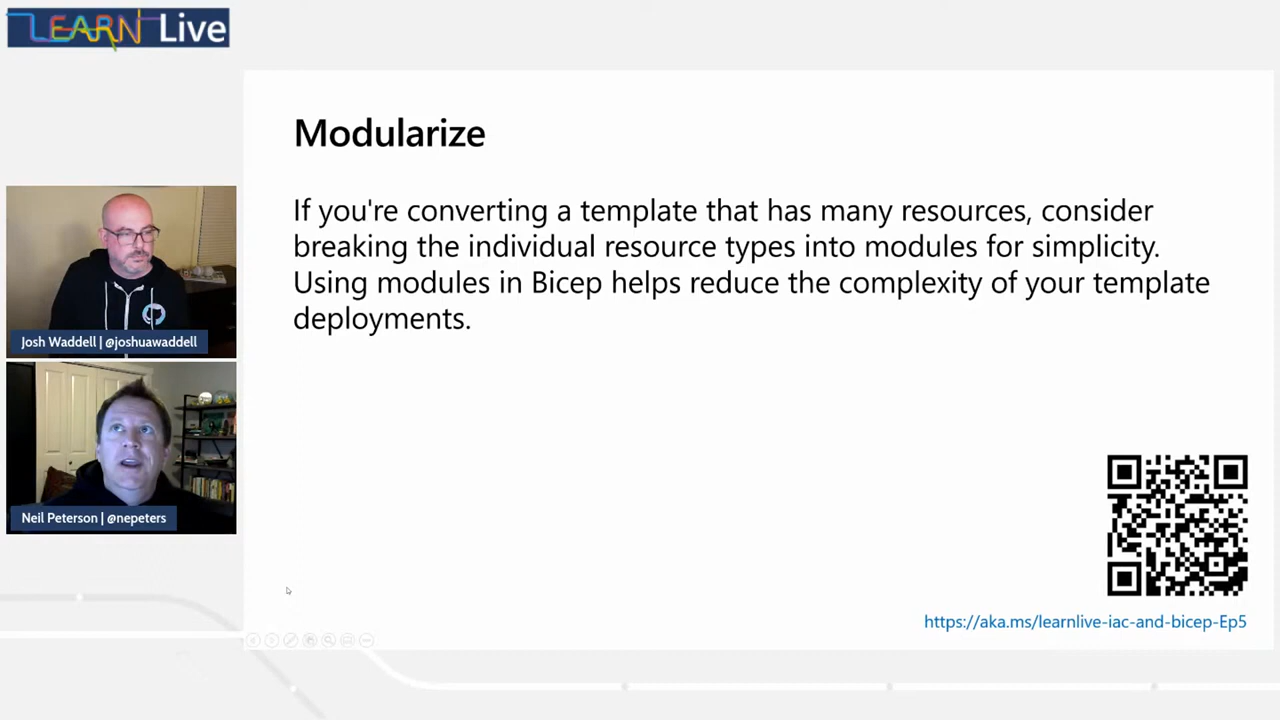 LEARN Live
Modularize
If you're converting a template that has many resources, consider
breaking the individual resource types into modules for simplicity.
Using modules in Bicep helps reduce the complexity of your template
deployments.
Josh Waddell | @joshuawaddell
Neil Peterson | @nepeters
https://aka.ms/learnlive-iac-and-bicep-Ep5